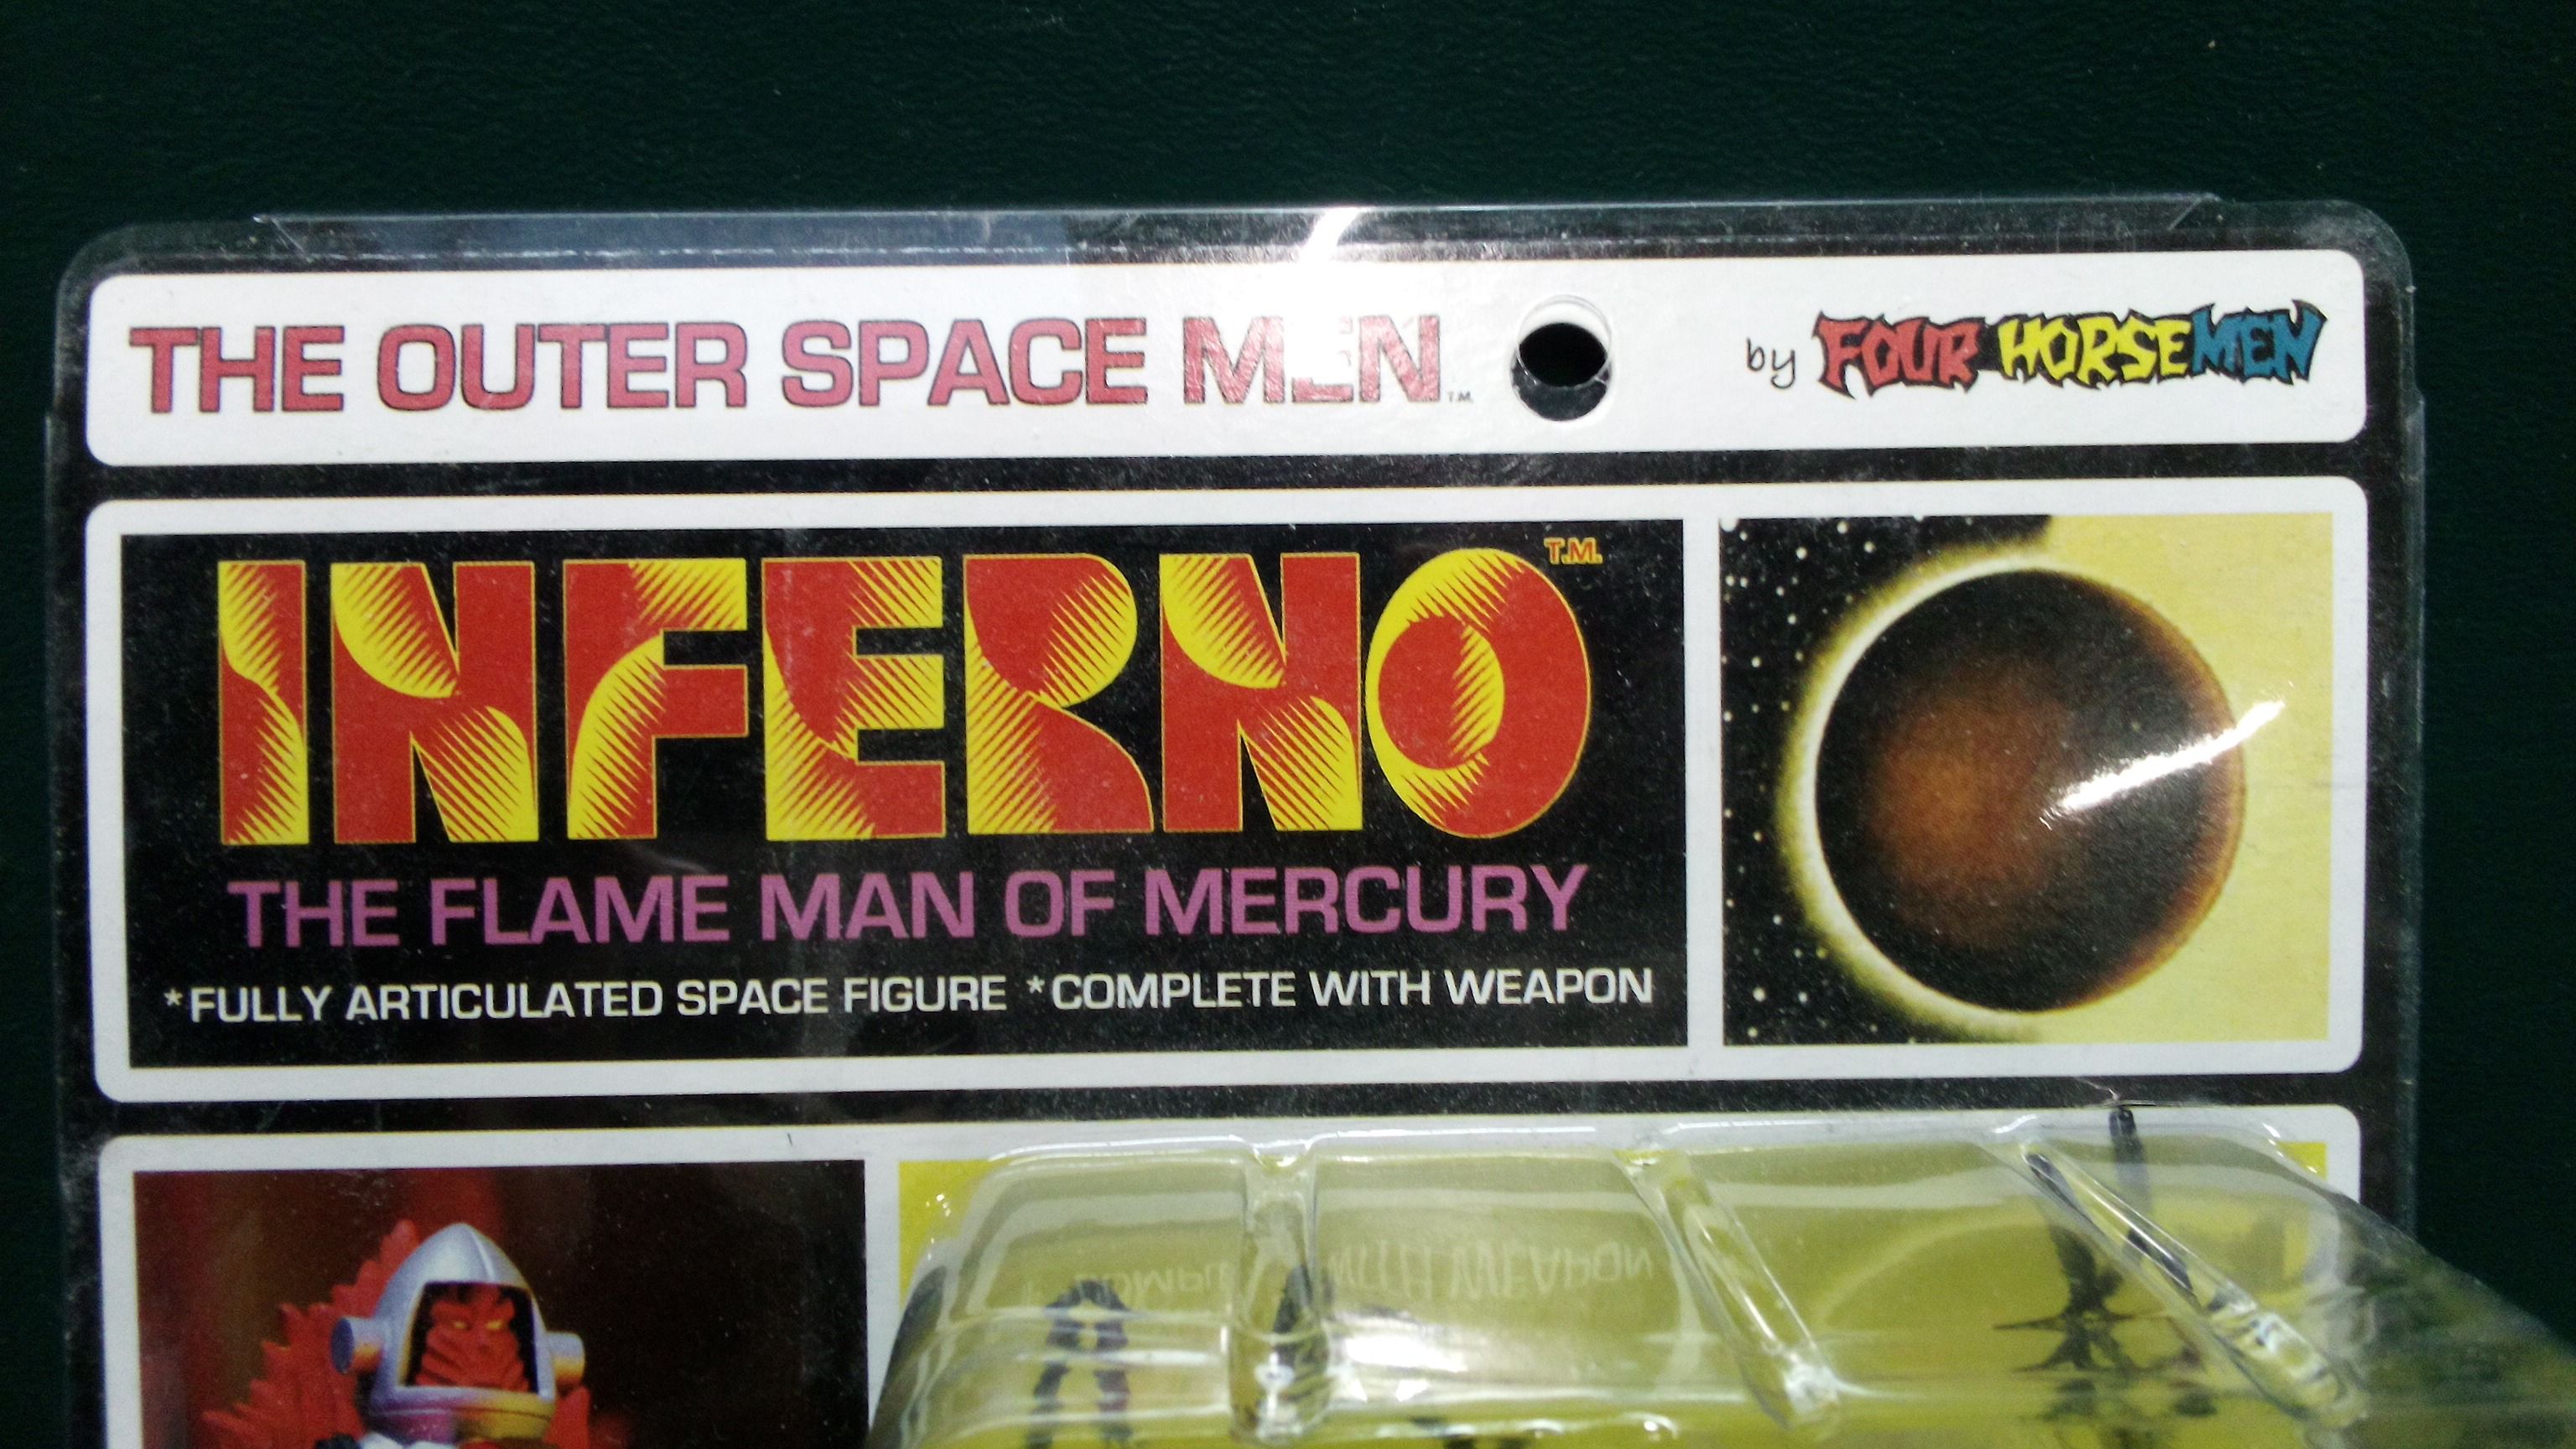 THE OUTER SPACE MEN TM
by FOUR HORSEMEN
INFERNO T.M.
THE FLAME MAN OF MERCURY
*FULLY ARTICULATED SPACE FIGURE *COMPLETE WITH WEAPON